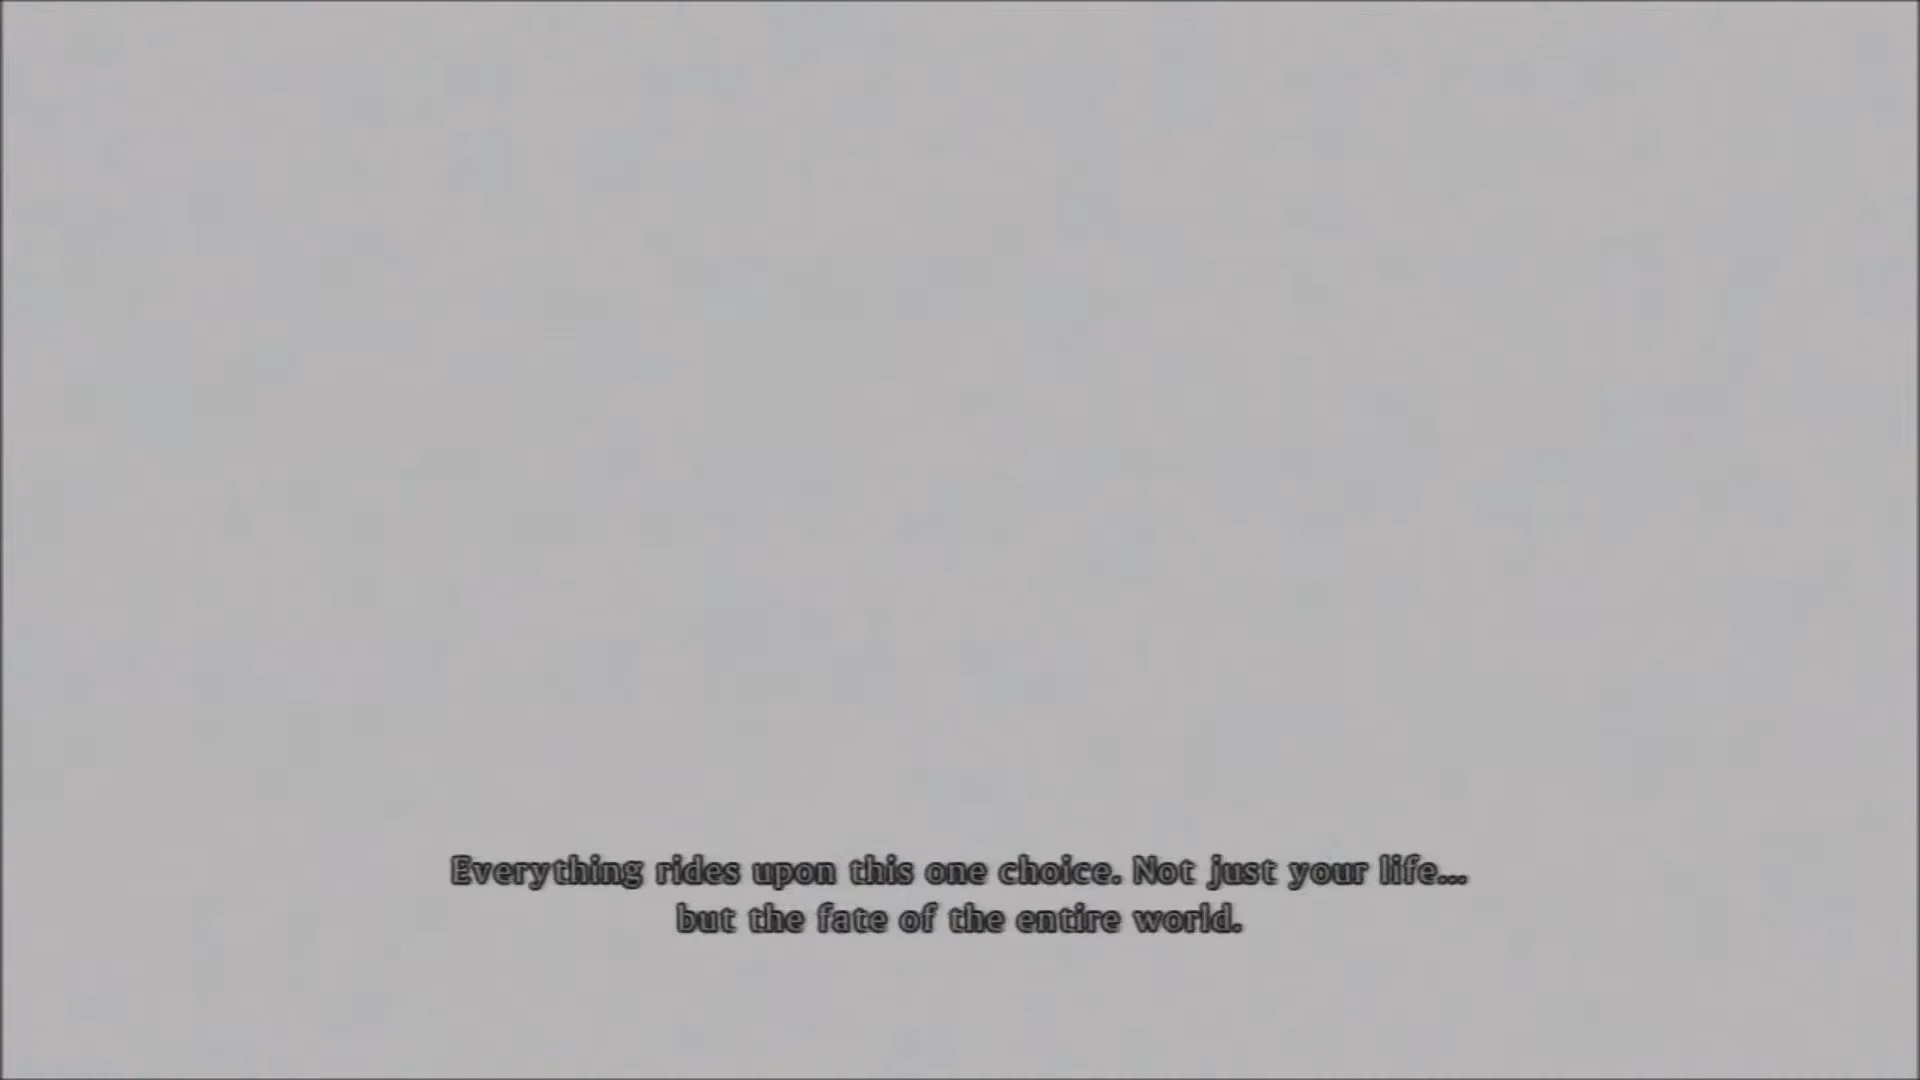 Everything rides upon this one choice. Not just your life...
but the fate of the entire world.